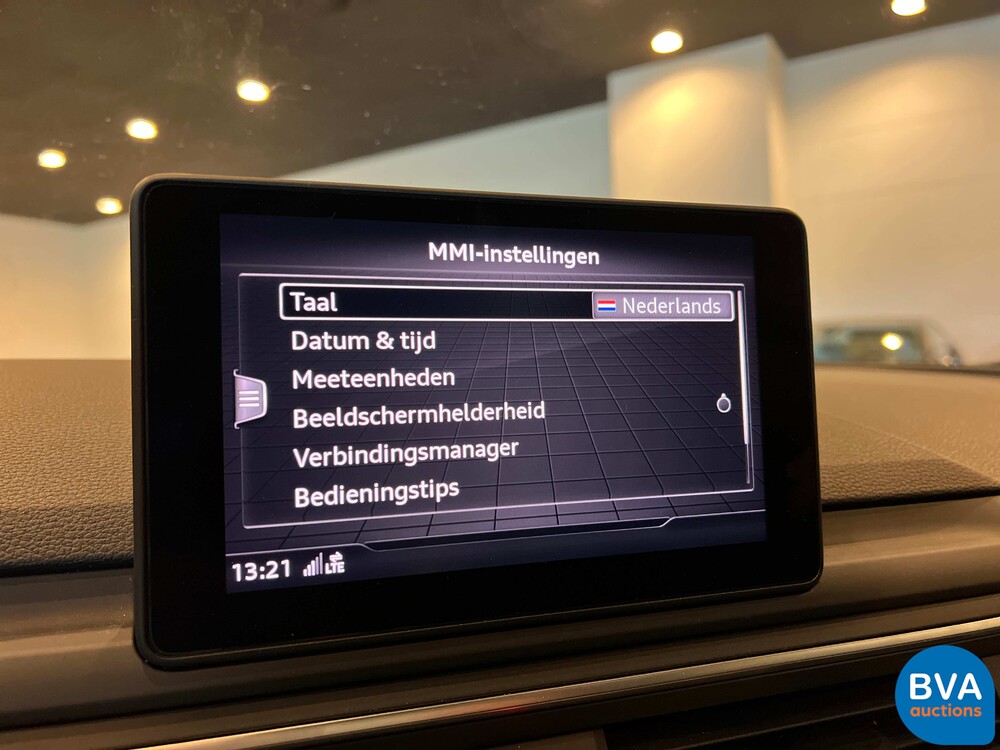 MMI-instellingen
Taal Nederlands
Datum & tijd
Meeteenheden
Beeldschermhelderheid
Verbindingsmanager
Bedieningstips
13:21 LTE
BVA
auctions